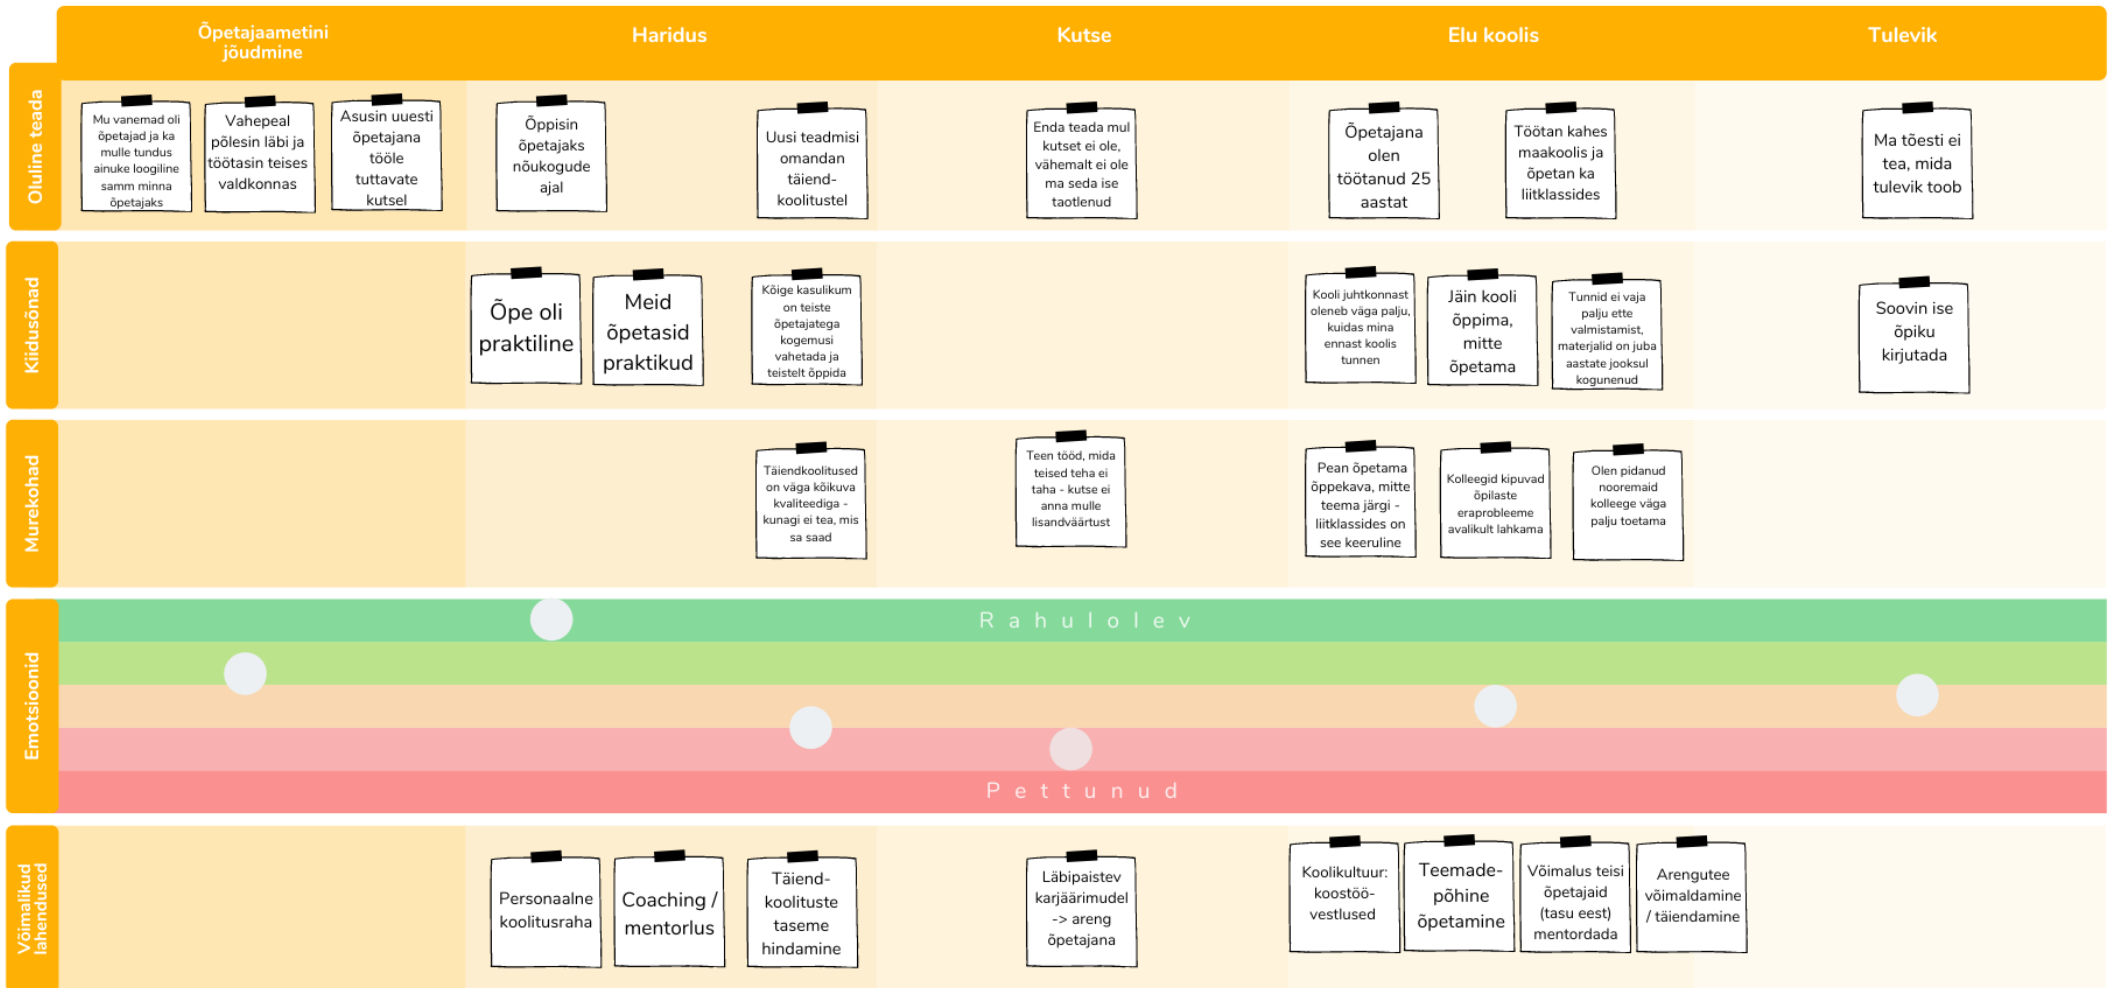 Õpetajaametini
jõudmine
Haridus
Kutse
Elu koolis
Tulevik
Oluline teada
Mu vanemad oli
õpetajad ja ka
mulle tundus
ainuke loogiline
samm minna
õpetajaks
Vahepeal
põlesin läbi ja
töötasin teises
valdkonnas
Asusin uuesti
õpetajana
tööle
tuttavate
kutsel
Õppisin
õpetajaks
nõukogude
ajal
Uusi teadmisi
omandan
täiend-
koolitustel
Enda teada mul
kutset ei ole,
vähemalt ei ole
ma seda ise
taotlenud
Õpetajana
olen
töötanud 25
aastat
Töötan kahes
maakoolis ja
õpetan ka
liitklassides
Ma tõesti ei
tea, mida
tulevik toob
Kiidusõnad
Õpe oli
praktiline
Meid
õpetasid
praktikud
Kõige kasulikum
on teiste
õpetajatega
kogemusi
vahetada ja
teistelt õppida
Kooli juhtkonnast
oleneb väga palju,
kuidas mina
ennast koolis
tunnen
Jäin kooli
õppima,
mitte
õpetama
Tunnid ei vaja
palju ette
valmistamist,
materjalid on juba
aastate jooksul
kogunenud
Soovin ise
õpiku
kirjutada
Murekohad
Täiendkoolitused
on väga kõikuva
kvaliteediga -
kunagi ei tea, mis
sa saad
Teen tööd, mida
teised teha ei
taha - kutse ei
anna mulle
lisandväärtust
Pean õpetama
õppekava, mitte
teema järgi -
liitklassides on
see keeruline
Kolleegid kipuvad
õpilaste
eraprobleeme
avalikult lahkama
Olen pidanud
nooremaid
kolleege väga
palju toetama
Emotsioonid
Rahulolev
Pettunud
Võimalikud
lahendused
Personaalne
koolitusraha
Coaching /
mentorlus
Täiend-
koolituste
taseme
hindamine
Läbipaistev
karjäärimudel
-> areng
õpetajana
Koolikultuur:
koostöö-
vestlused
Teemade-
põhine
õpetamine
Võimalus teisi
õpetajaid
(tasu eest)
mentordada
Arengutee
võimaldamine
/ täiendamine